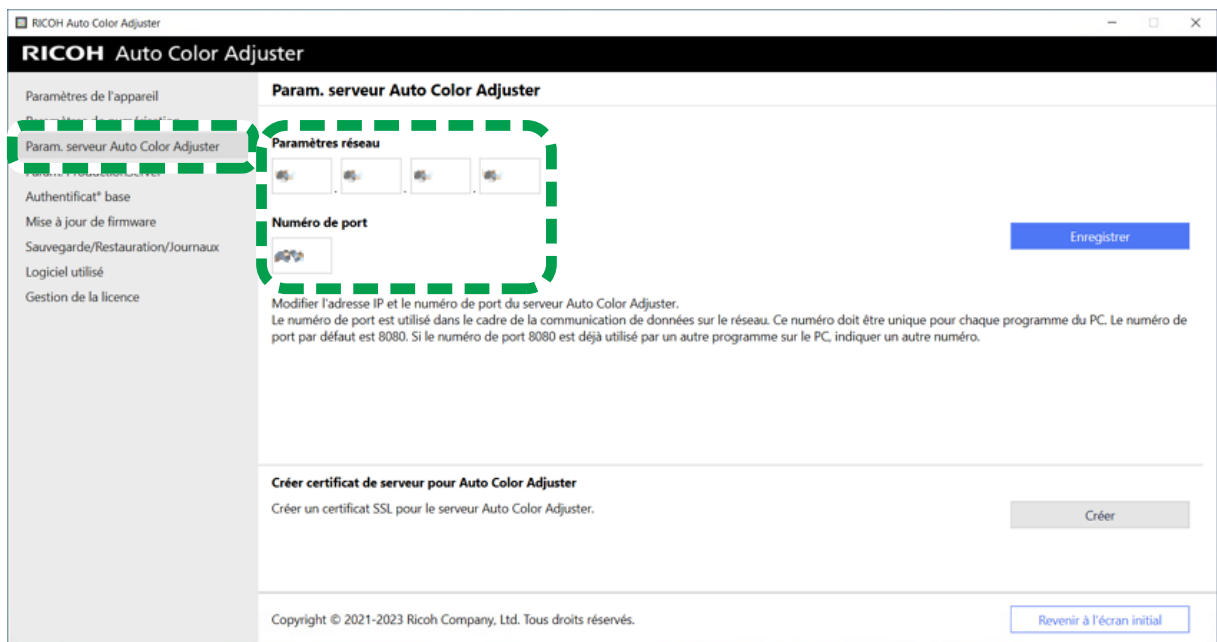 RICOH Auto Color Adjuster
RICOH Auto Color Adjuster
Paramètres de l'appareil
Param. serveur Auto Color Adjuster
Authentificat° base
Mise à jour de firmware
Sauvegarde/Restauration/Journaux
Logiciel utilisé
Gestion de la licence
Param. serveur Auto Color Adjuster
Paramètres réseau
. . .
Numéro de port
Enregistrer
Modifier l'adresse IP et le numéro de port du serveur Auto Color Adjuster.
Le numéro de port est utilisé dans le cadre de la communication de données sur le réseau. Ce numéro doit être unique pour chaque programme du PC. Le numéro de
port par défaut est 8080. Si le numéro de port 8080 est déjà utilisé par un autre programme sur le PC, indiquer un autre numéro.
Créer certificat de serveur pour Auto Color Adjuster
Créer un certificat SSL pour le serveur Auto Color Adjuster.
Créer
Copyright © 2021-2023 Ricoh Company, Ltd. Tous droits réservés.
Revenir à l'écran initial